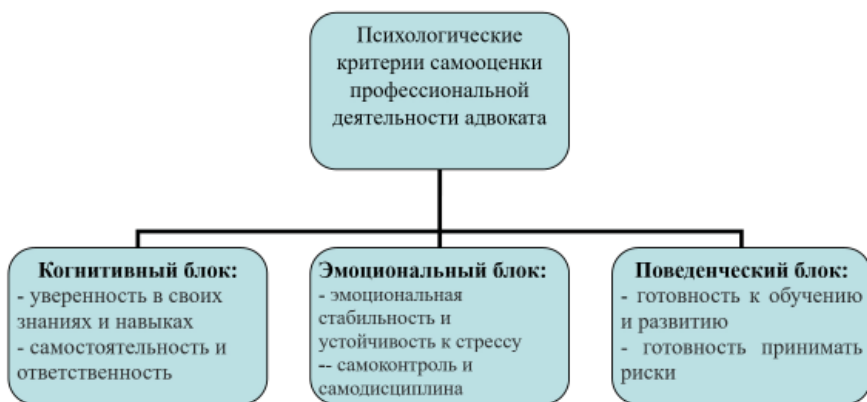 Психологические
критерии самооценки
профессиональной
деятельности адвоката
Когнитивный блок:
- уверенность в своих
знаниях и навыках
- самостоятельность и
ответственность
Эмоциональный блок:
- эмоциональная
стабильность и
устойчивость к стрессу
-- самоконтроль и
самодисциплина
Поведенческий блок:
- готовность к обучению
и развитию
- готовность принимать
риски